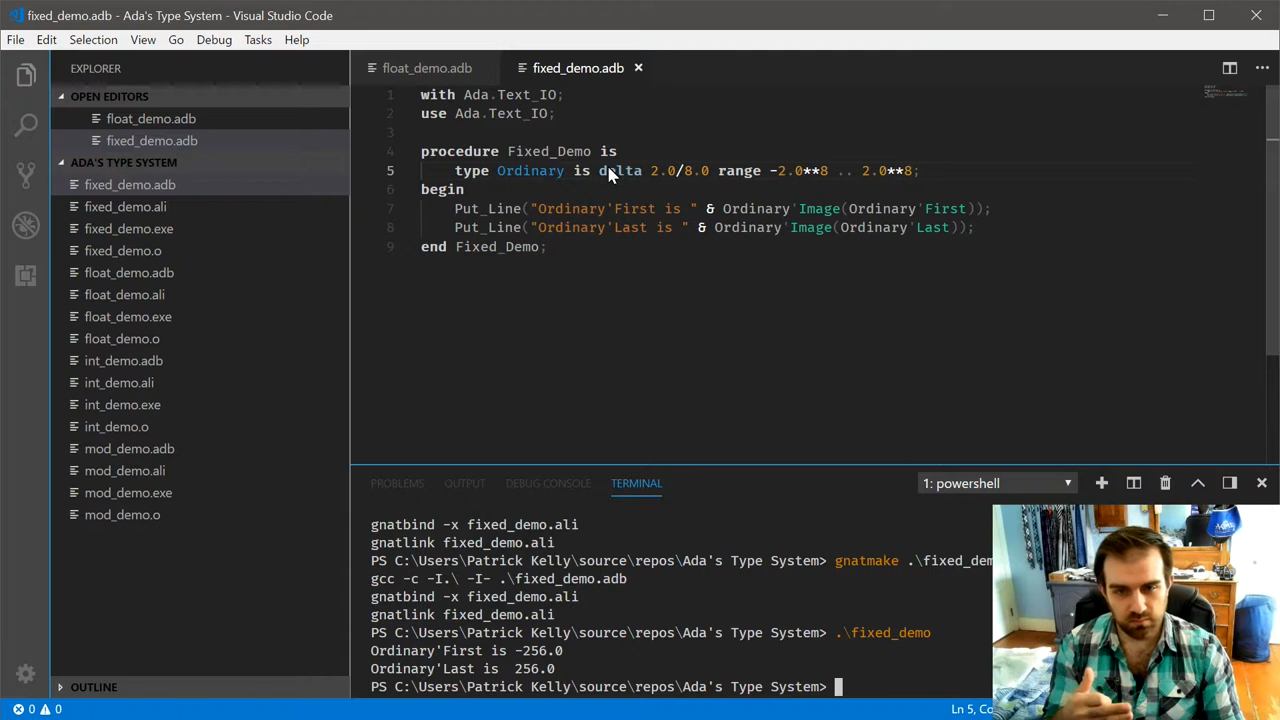 fixed_demo.adb - Ada's Type System - Visual Studio Code
File Edit Selection View Go Debug Tasks Help
EXPLORER
OPEN EDITORS
float_demo.adb
fixed_demo.adb
ADA'S TYPE SYSTEM
fixed_demo.adb
fixed_demo.ali
fixed_demo.exe
fixed_demo.o
float_demo.adb
float_demo.ali
float_demo.exe
float_demo.o
int_demo.adb
int_demo.ali
int_demo.exe
int_demo.o
mod_demo.adb
mod_demo.ali
mod_demo.exe
mod_demo.o
OUTLINE
float_demo.adb fixed_demo.adb
1 with Ada.Text_IO;
2 use Ada.Text_IO;
3
4 procedure Fixed_Demo is
5 type Ordinary is delta 2.0/8.0 range -2.0**8 .. 2.0**8;
6 begin
7 Put_Line("Ordinary'First is " & Ordinary'Image(Ordinary'First));
8 Put_Line("Ordinary'Last is " & Ordinary'Image(Ordinary'Last));
9 end Fixed_Demo;
PROBLEMS OUTPUT DEBUG CONSOLE TERMINAL 1: powershell
gnatbind -x fixed_demo.ali
gnatlink fixed_demo.ali
PS C:\Users\Patrick Kelly\source\repos\Ada's Type System> gnatmake .\fixed_dem
gcc -c -I.\ -I- .\fixed_demo.adb
gnatbind -x fixed_demo.ali
gnatlink fixed_demo.ali
PS C:\Users\Patrick Kelly\source\repos\Ada's Type System> .\fixed_demo
Ordinary'First is -256.0
Ordinary'Last is  256.0
PS C:\Users\Patrick Kelly\source\repos\Ada's Type System>
0 0 Ln 5, Co